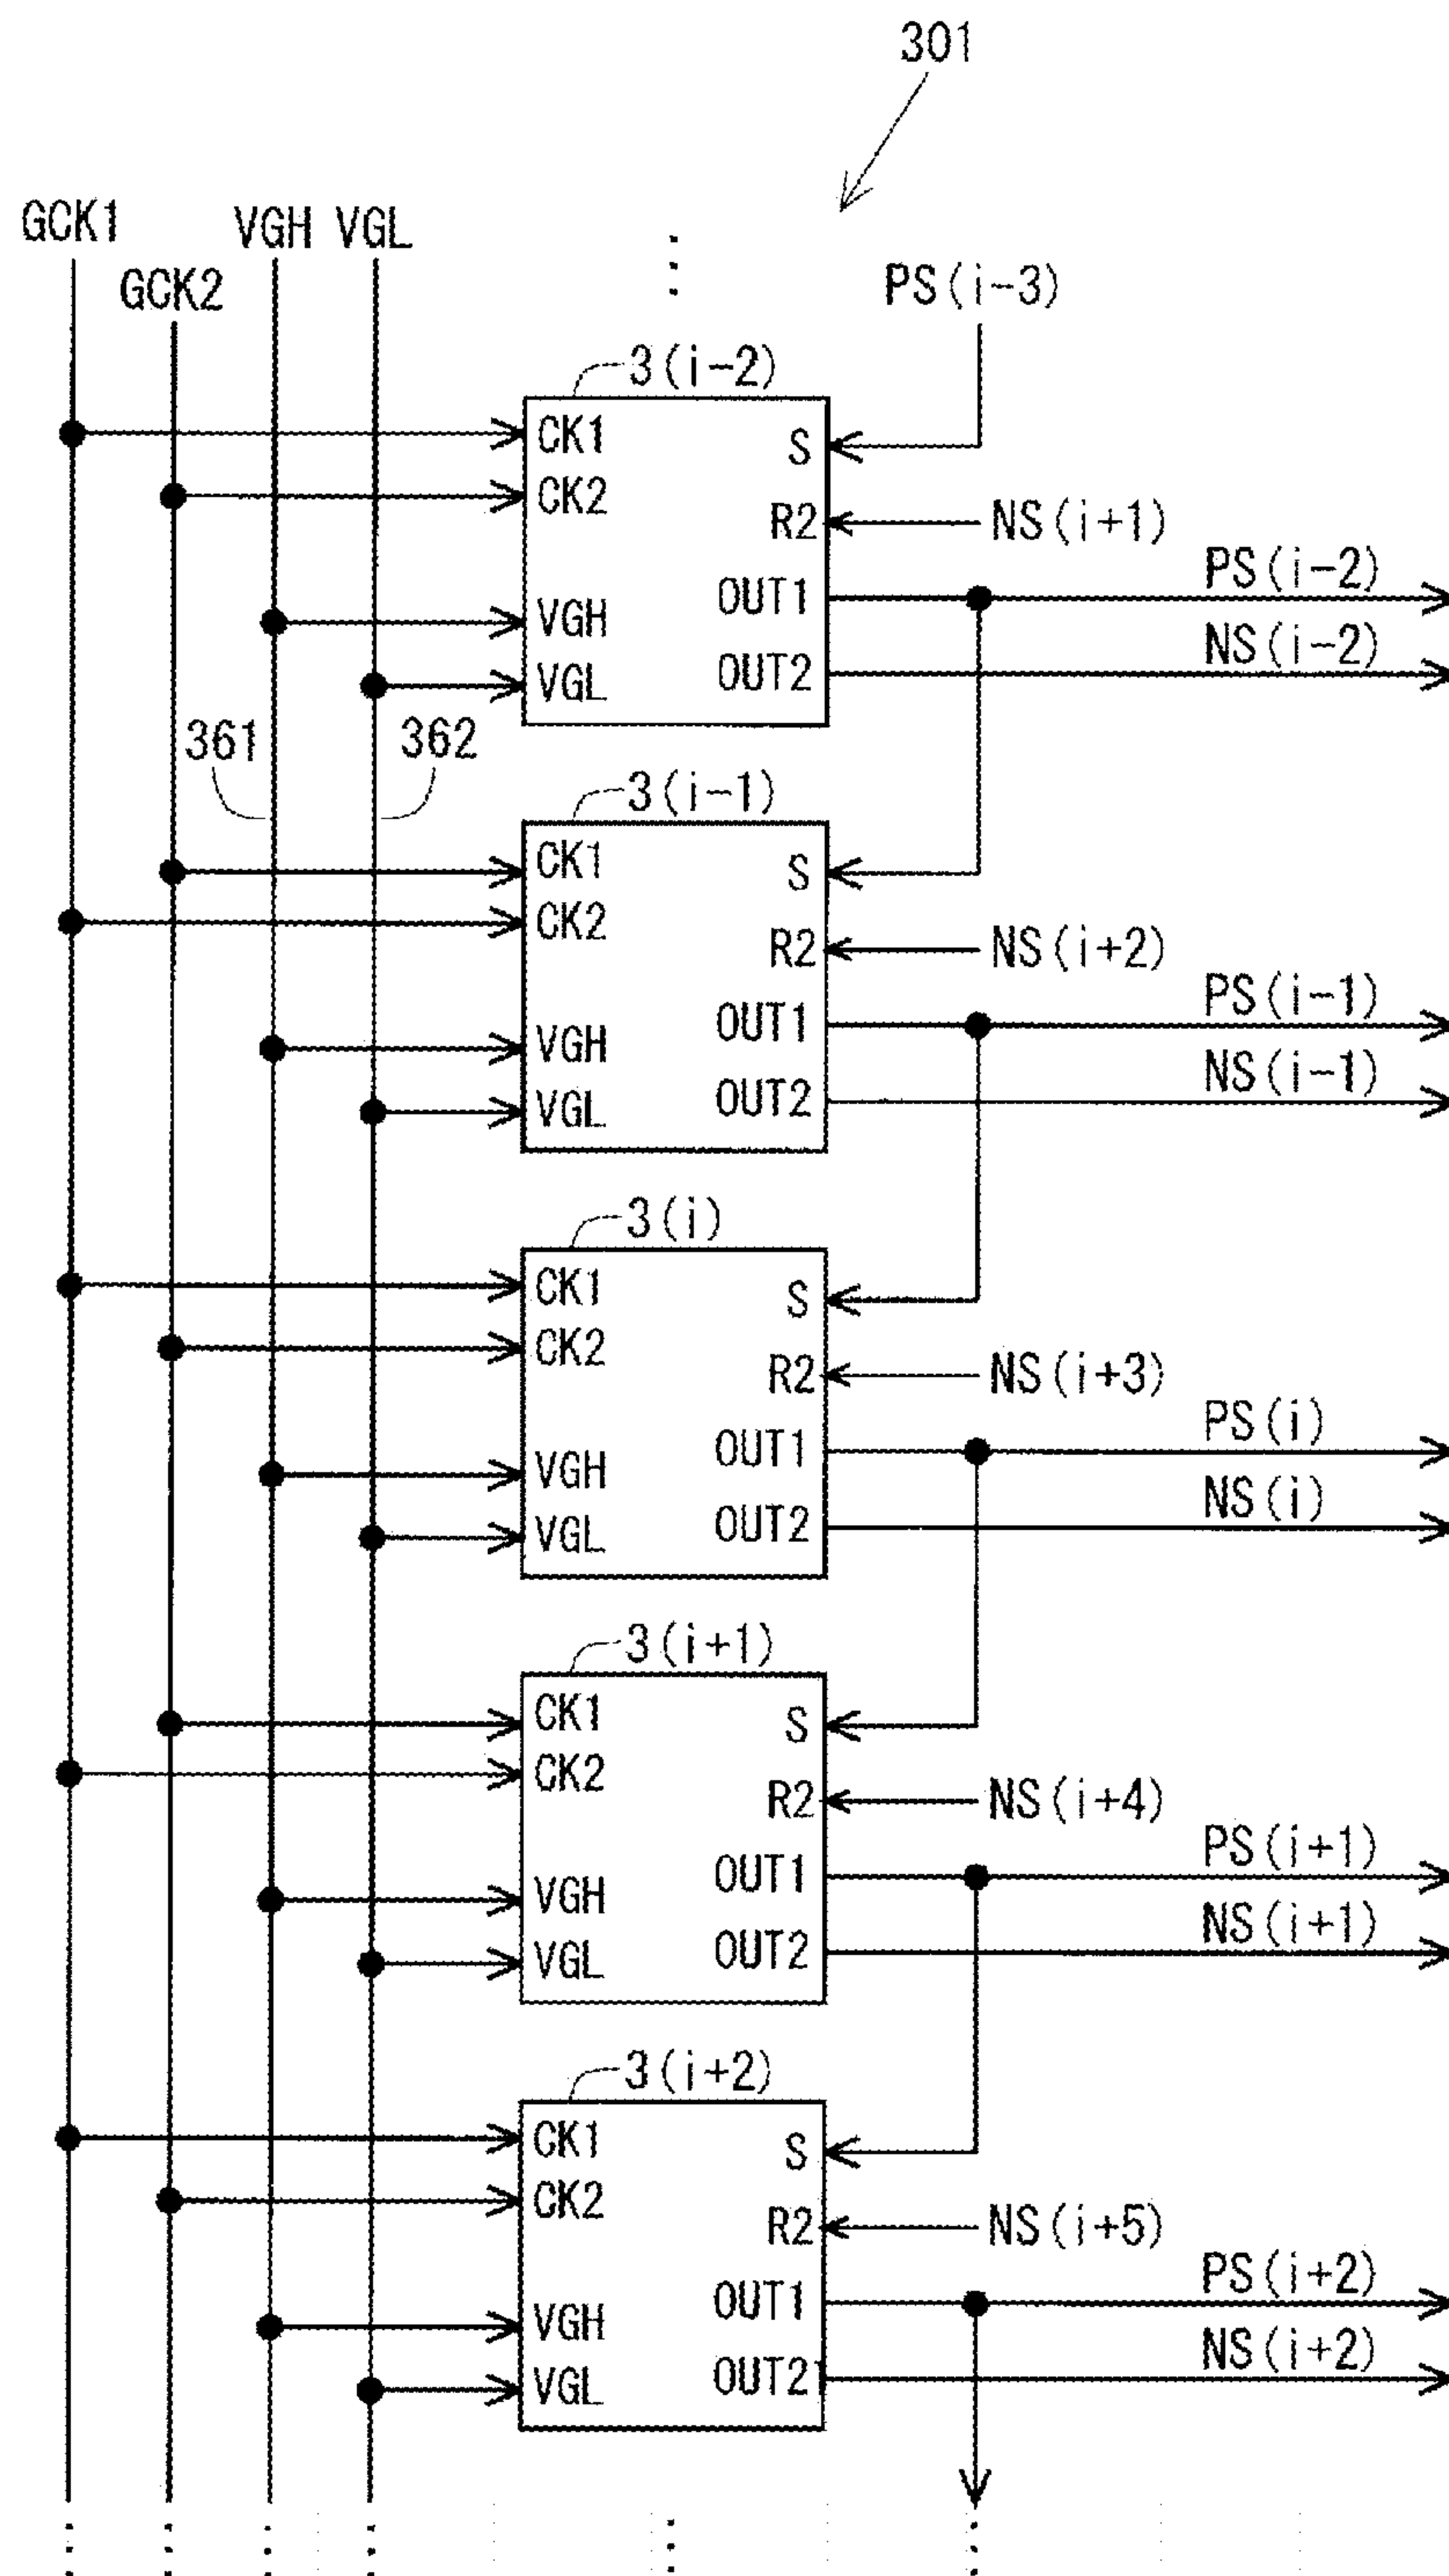 301
GCK1
VGH
VGL
GCK2
PS(i-3)
3(i-2)
CK1
S
CK2
R2
NS(i+1)
OUT1
PS(i-2)
VGH
NS(i-2)
OUT2
VGL
361
362
3(i-1)
CK1
S
CK2
R2
NS(i+2)
OUT1
PS(i-1)
VGH
NS(i-1)
OUT2
VGL
3(i)
CK1
S
CK2
R2
NS(i+3)
OUT1
PS(i)
VGH
NS(i)
OUT2
VGL
3(i+1)
CK1
S
CK2
R2
NS(i+4)
OUT1
PS(i+1)
VGH
NS(i+1)
OUT2
VGL
3(i+2)
CK1
S
CK2
R2
NS(i+5)
OUT1
PS(i+2)
VGH
NS(i+2)
OUT2
VGL